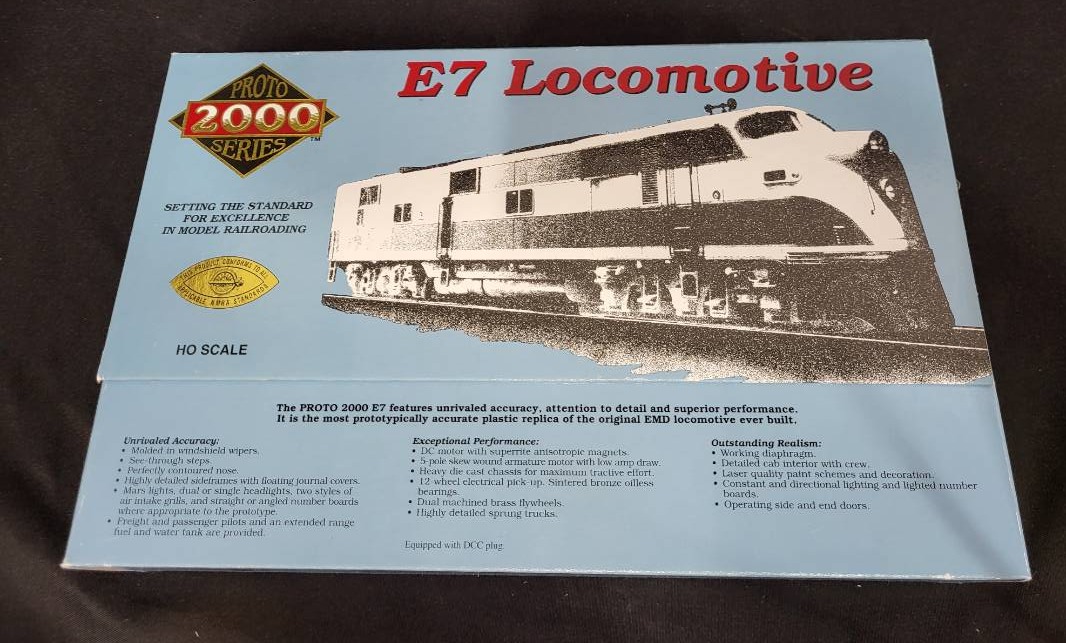 E7 Locomotive
PROTO
2000
SERIES
TM
SETTING THE STANDARD
FOR EXCELLENCE
IN MODEL RAILROADING
THIS PRODUCT CONFORMS TO ALL
APPLICABLE NMRA STANDARDS
HO SCALE
The PROTO 2000 E7 features unrivaled accuracy, attention to detail and superior performance.
It is the most prototypically accurate plastic replica of the original EMD locomotive ever built.
Unrivaled Accuracy:
• Molded in windshield wipers.
• See-through steps.
• Perfectly contoured nose.
• Highly detailed sideframes with floating journal covers.
• Mars lights, dual or single headlights, two styles of
air intake grills, and straight or angled number boards
where appropriate to the prototype.
• Freight and passenger pilots and an extended range
fuel and water tank are provided.
Exceptional Performance:
• DC motor with superrite anisotropic magnets.
• 5-pole skew wound armature motor with low amp draw.
• Heavy die cast chassis for maximum tractive effort.
• 12 wheel electrical pick-up. Sintered bronze oilless
bearings.
• Dual machined brass flywheels.
• Highly detailed sprung trucks.
Equipped with DCC plug.
Outstanding Realism:
• Working diaphragm.
• Detailed cab interior with crew.
• Laser quality paint schemes and decoration.
• Constant and directional lighting and lighted number
boards.
• Operating side and end doors.